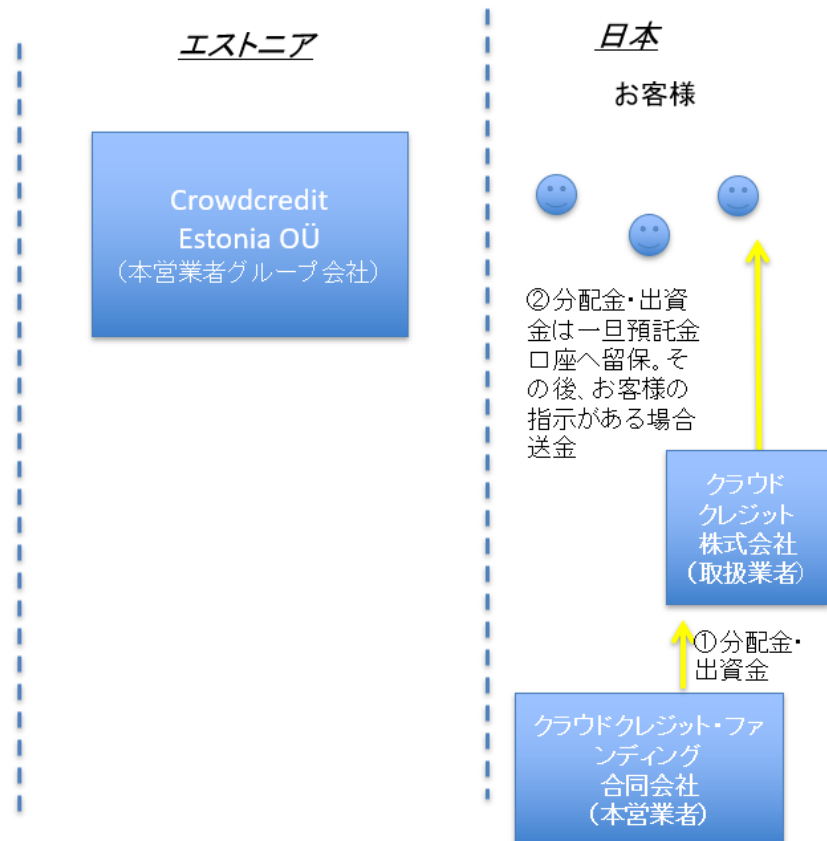 エストニア
日本
お客様
Crowdcredit
Estonia OÜ
（本営業者グループ会社）
②分配金・出資
金は一旦預託金
口座へ留保。そ
の後、お客様の
指示がある場合
送金
クラウド
クレジット
株式会社
（取扱業者）
①分配金・
出資金
クラウドクレジット・ファ
ンディング
合同会社
（本営業者）